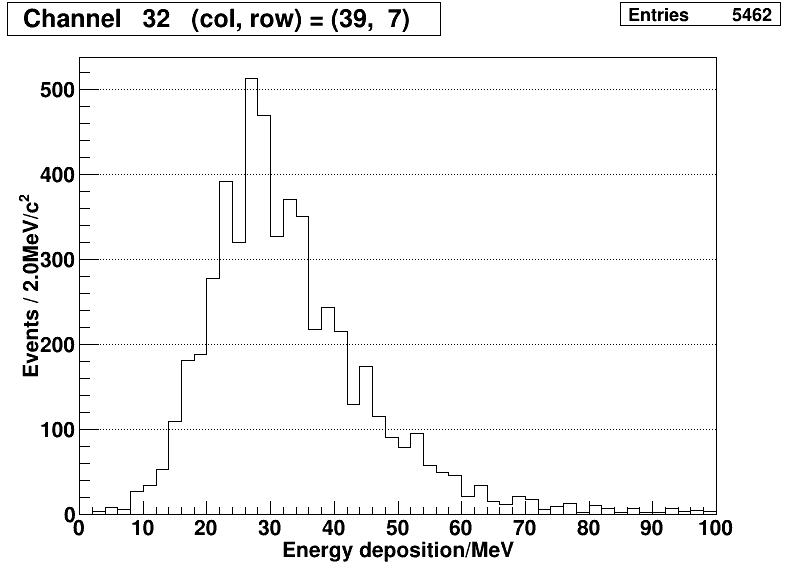 Channel 32 (col, row) = (39, 7)
Entries 5462
500
400
300
200
100
0
Events / 2.0MeV/c²
0 10 20 30 40 50 60 70 80 90 100
Energy deposition/MeV